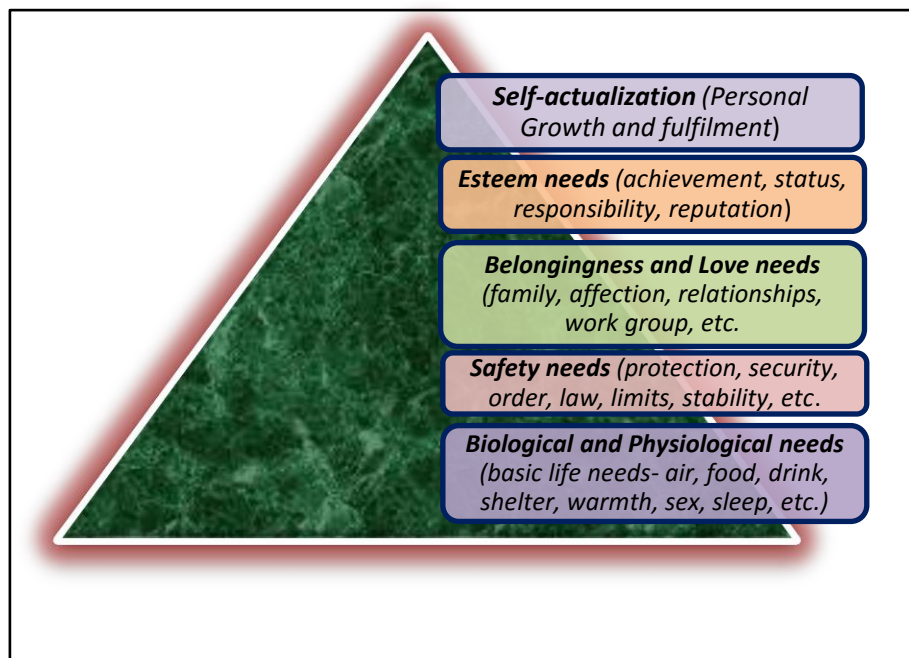 Self-actualization (Personal
Growth and fulfilment)
Esteem needs (achievement, status,
responsibility, reputation)
Belongingness and Love needs
(family, affection, relationships,
work group, etc.
Safety needs (protection, security,
order, law, limits, stability, etc.
Biological and Physiological needs
(basic life needs- air, food, drink,
shelter, warmth, sex, sleep, etc.)